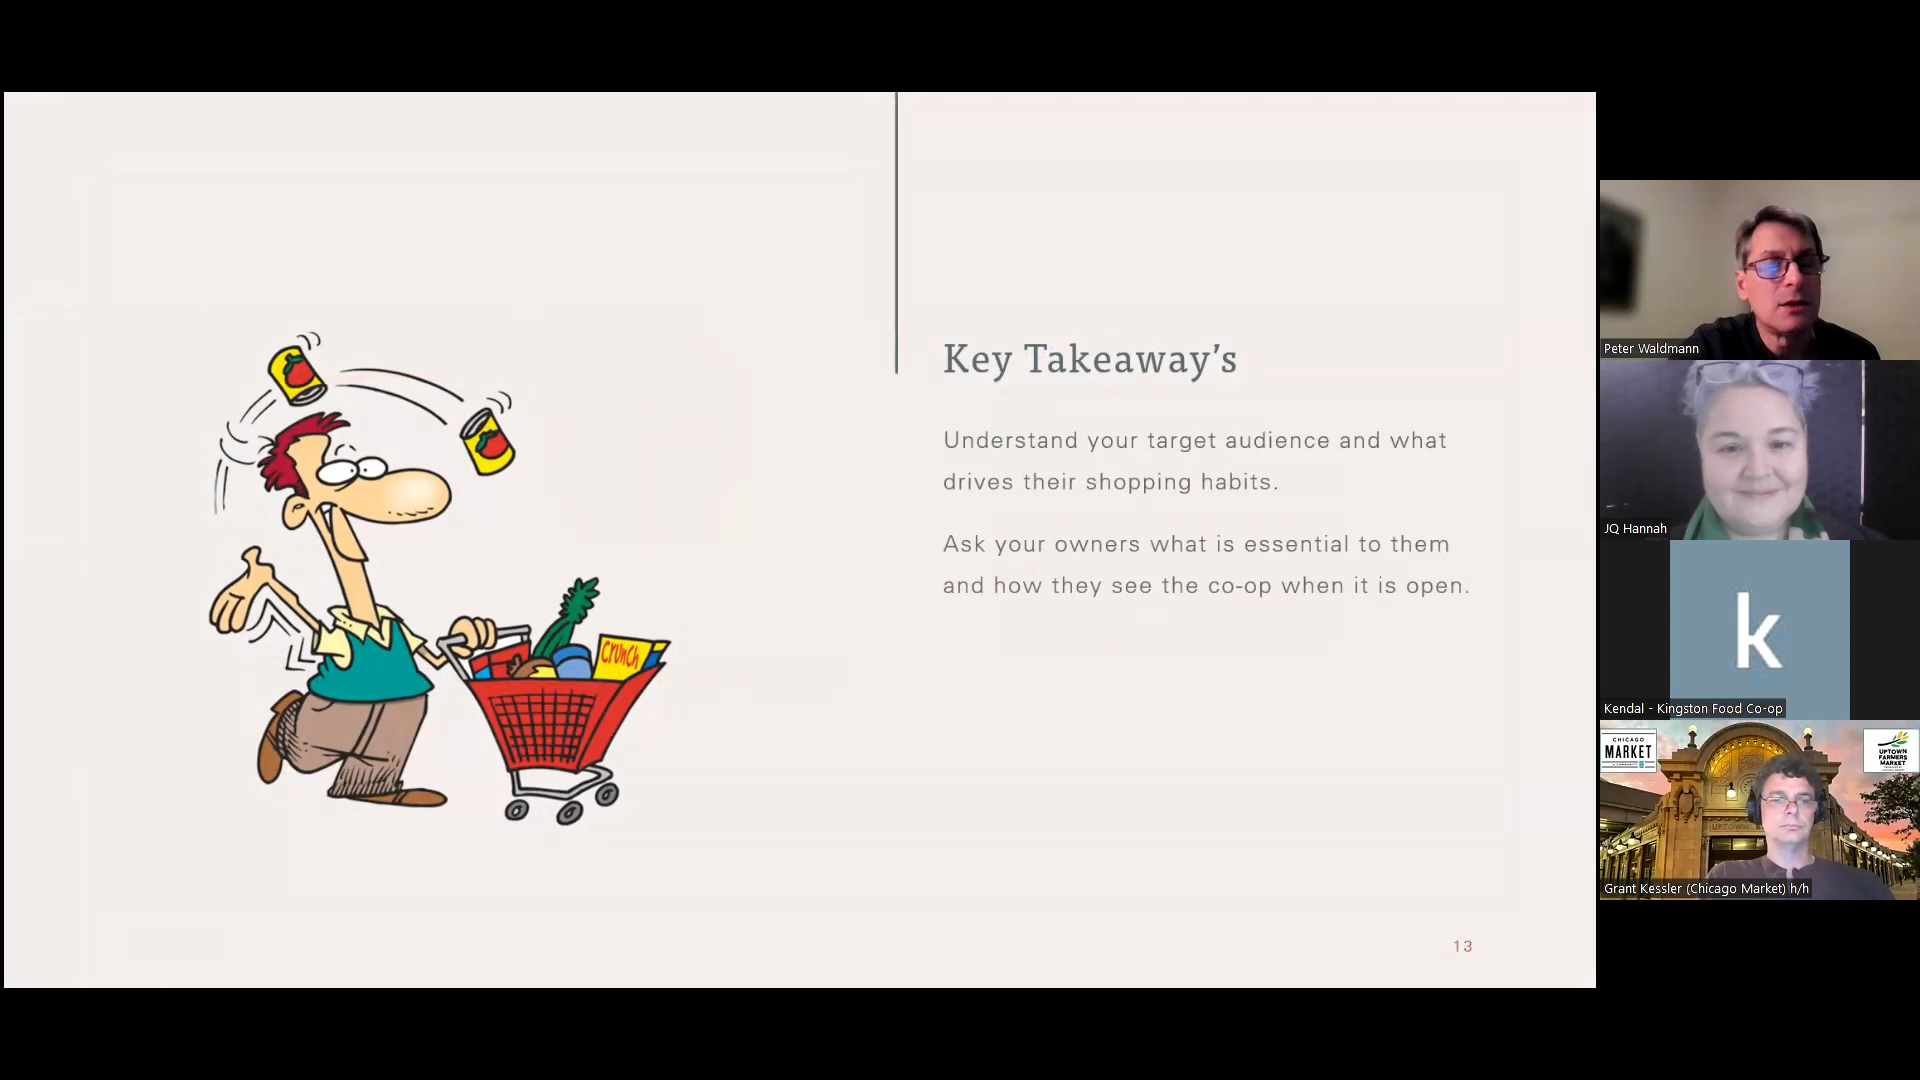 Key Takeaway's
Understand your target audience and what
drives their shopping habits.
Ask your owners what is essential to them
and how they see the co-op when it is open.
crunch
13
Peter Waldmann
JQ Hannah
k
Kendal - Kingston Food Co-op
CHICAGO
MARKET
UPTOWN
FARMERS
MARKET
UPTOWN
Grant Kessler (Chicago Market) h/h